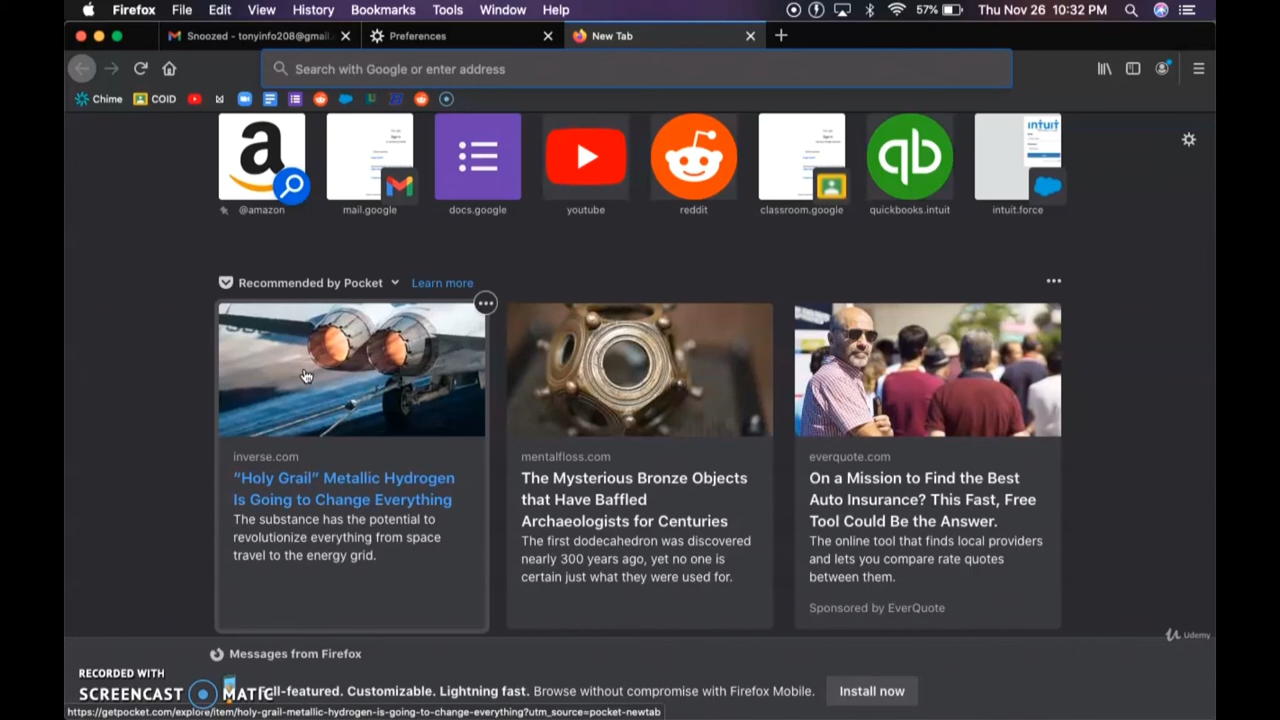 Firefox File Edit View History Bookmarks Tools Window Help 57% Thu Nov 26 10:32 PM
Snoozed - tonyinfo208@gmail. Preferences New Tab
Search with Google or enter address
Chime COID
@amazon mail.google docs.google youtube reddit classroom.google quickbooks.intuit intuit.force
Recommended by Pocket Learn more
inverse.com
“Holy Grail” Metallic Hydrogen
Is Going to Change Everything
The substance has the potential to
revolutionize everything from space
travel to the energy grid.
mentalfloss.com
The Mysterious Bronze Objects
that Have Baffled
Archaeologists for Centuries
The first dodecahedron was discovered
nearly 300 years ago, yet no one is
certain just what they were used for.
everquote.com
On a Mission to Find the Best
Auto Insurance? This Fast, Free
Tool Could Be the Answer.
The online tool that finds local providers
and lets you compare rate quotes
between them.
Sponsored by EverQuote
Udemy
Messages from Firefox
RECORDED WITH
SCREENCAST MATIC
ll-featured. Customizable. Lightning fast. Browse without compromise with Firefox Mobile. Install now
https://getpocket.com/explore/item/holy-grail-metallic-hydrogen-is-going-to-change-everything?utm_source=pocket-newtab